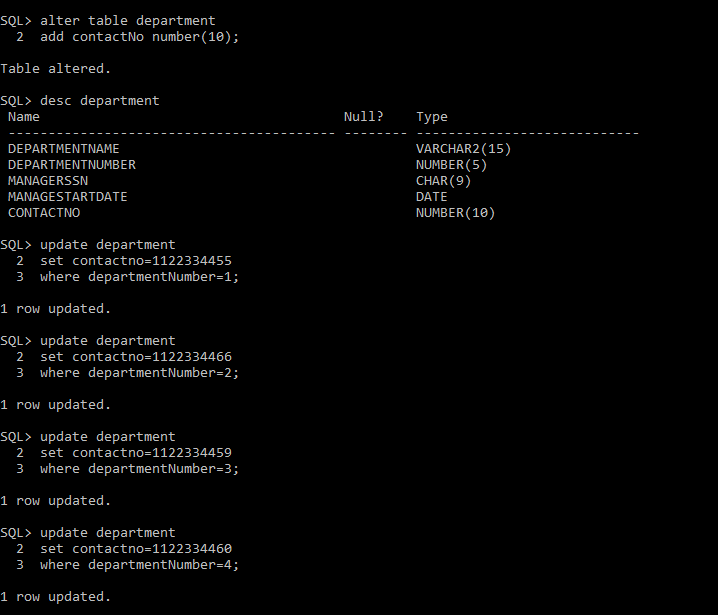 SQL> alter table department
  2  add contactNo number(10);
Table altered.
SQL> desc department
 Name                                      Null?    Type
 ----------------------------------------- -------- ----------------------------
 DEPARTMENTNAME                                     VARCHAR2(15)
 DEPARTMENTNUMBER                                   NUMBER(5)
 MANAGERSSN                                         CHAR(9)
 MANAGESTARTDATE                                    DATE
 CONTACTNO                                          NUMBER(10)
SQL> update department
  2  set contactno=1122334455
  3  where departmentNumber=1;
1 row updated.
SQL> update department
  2  set contactno=1122334466
  3  where departmentNumber=2;
1 row updated.
SQL> update department
  2  set contactno=1122334459
  3  where departmentNumber=3;
1 row updated.
SQL> update department
  2  set contactno=1122334460
  3  where departmentNumber=4;
1 row updated.